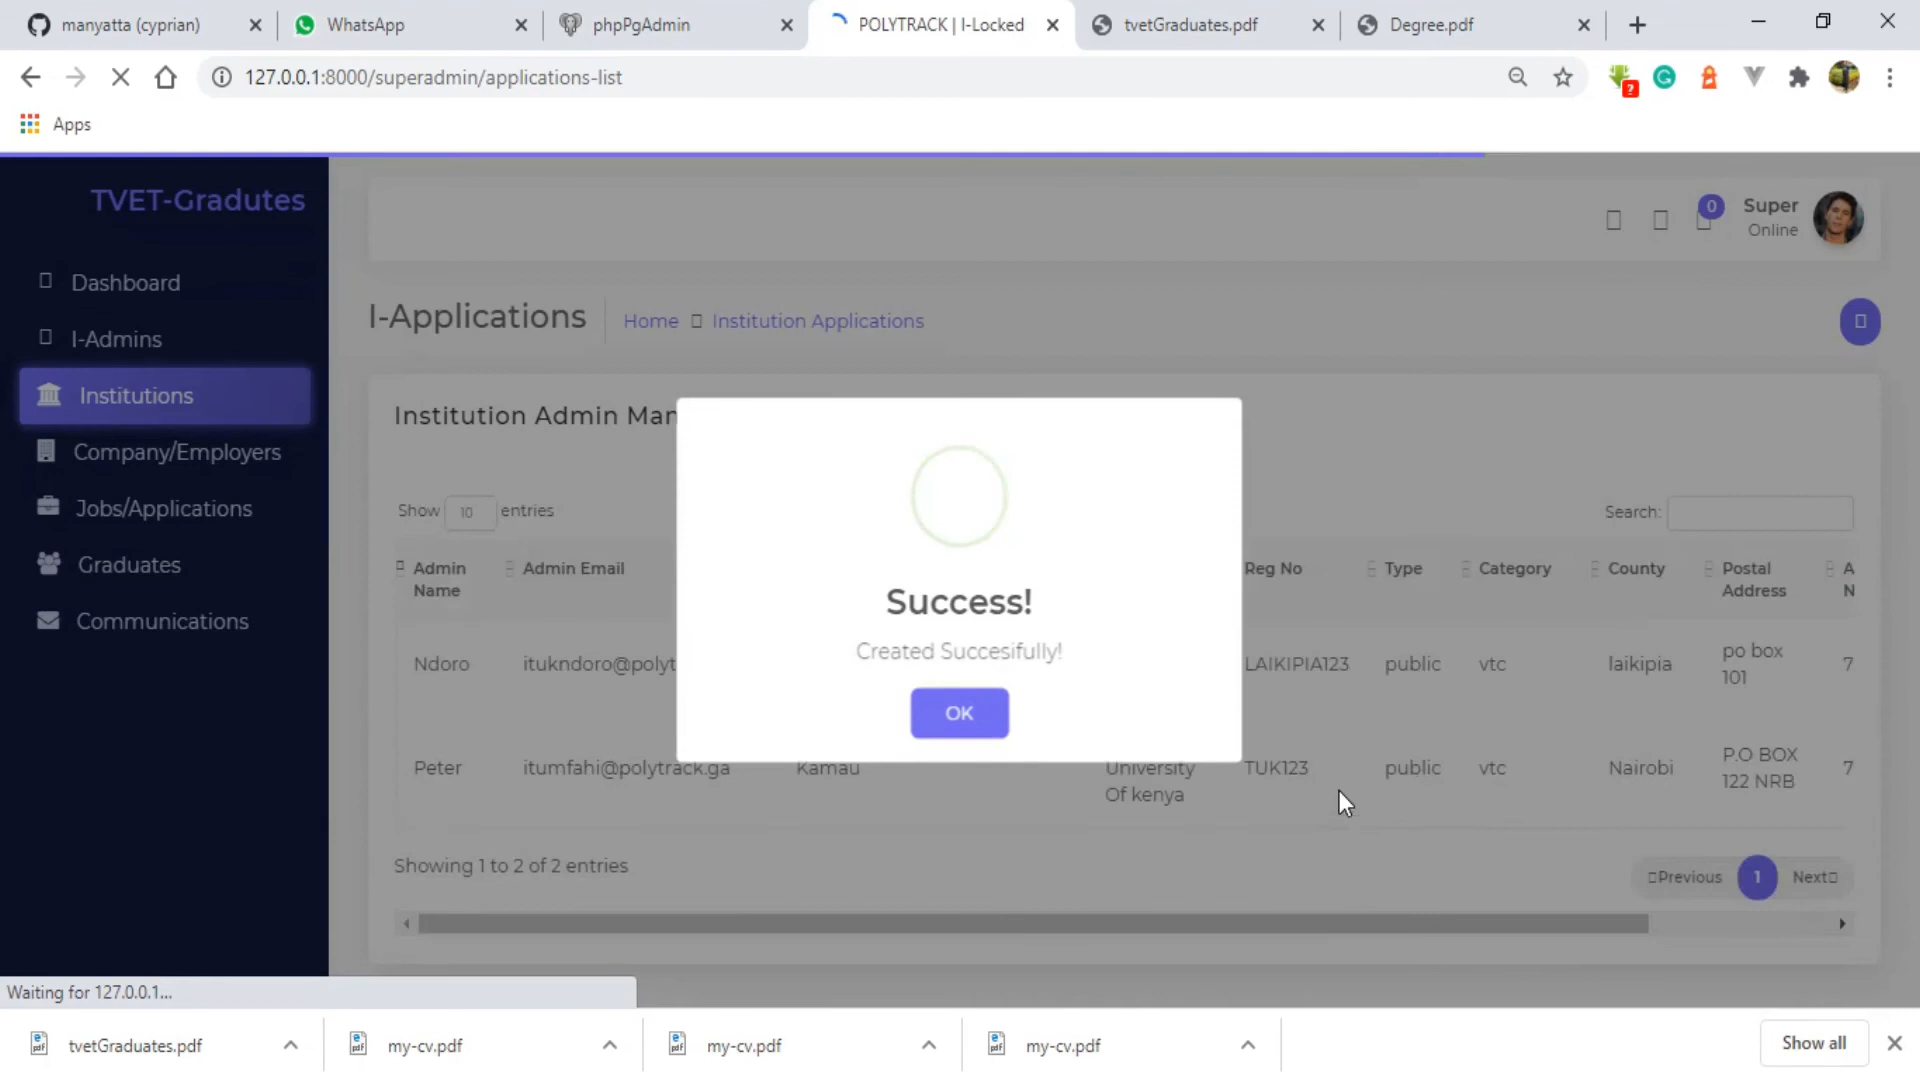 manyatta (cyprian)
WhatsApp
phpPgAdmin
POLYTRACK | I-Locked
tvetGraduates.pdf
Degree.pdf
127.0.0.1:8000/superadmin/applications-list
?
Apps
TVET-Gradutes
Dashboard
I-Admins
Institutions
Company/Employers
Jobs/Applications
Graduates
Communications
0
Super
Online
I-Applications
Home
Institution Applications
Institution Admin Man
Show 10 entries
Search:
Admin Name
Admin Email
Reg No
Type
Category
County
Postal Address
A
N
Ndoro
itukndoro@polyt
LAIKIPIA123
public
vtc
laikipia
po box 101
7
Peter
itumfahi@polytrack.ga
Kamau
University Of kenya
TUK123
public
vtc
Nairobi
P.O BOX 122 NRB
7
Success!
Created Succesifully!
OK
Showing 1 to 2 of 2 entries
Previous
1
Next
Waiting for 127.0.0.1...
tvetGraduates.pdf
my-cv.pdf
my-cv.pdf
my-cv.pdf
Show all